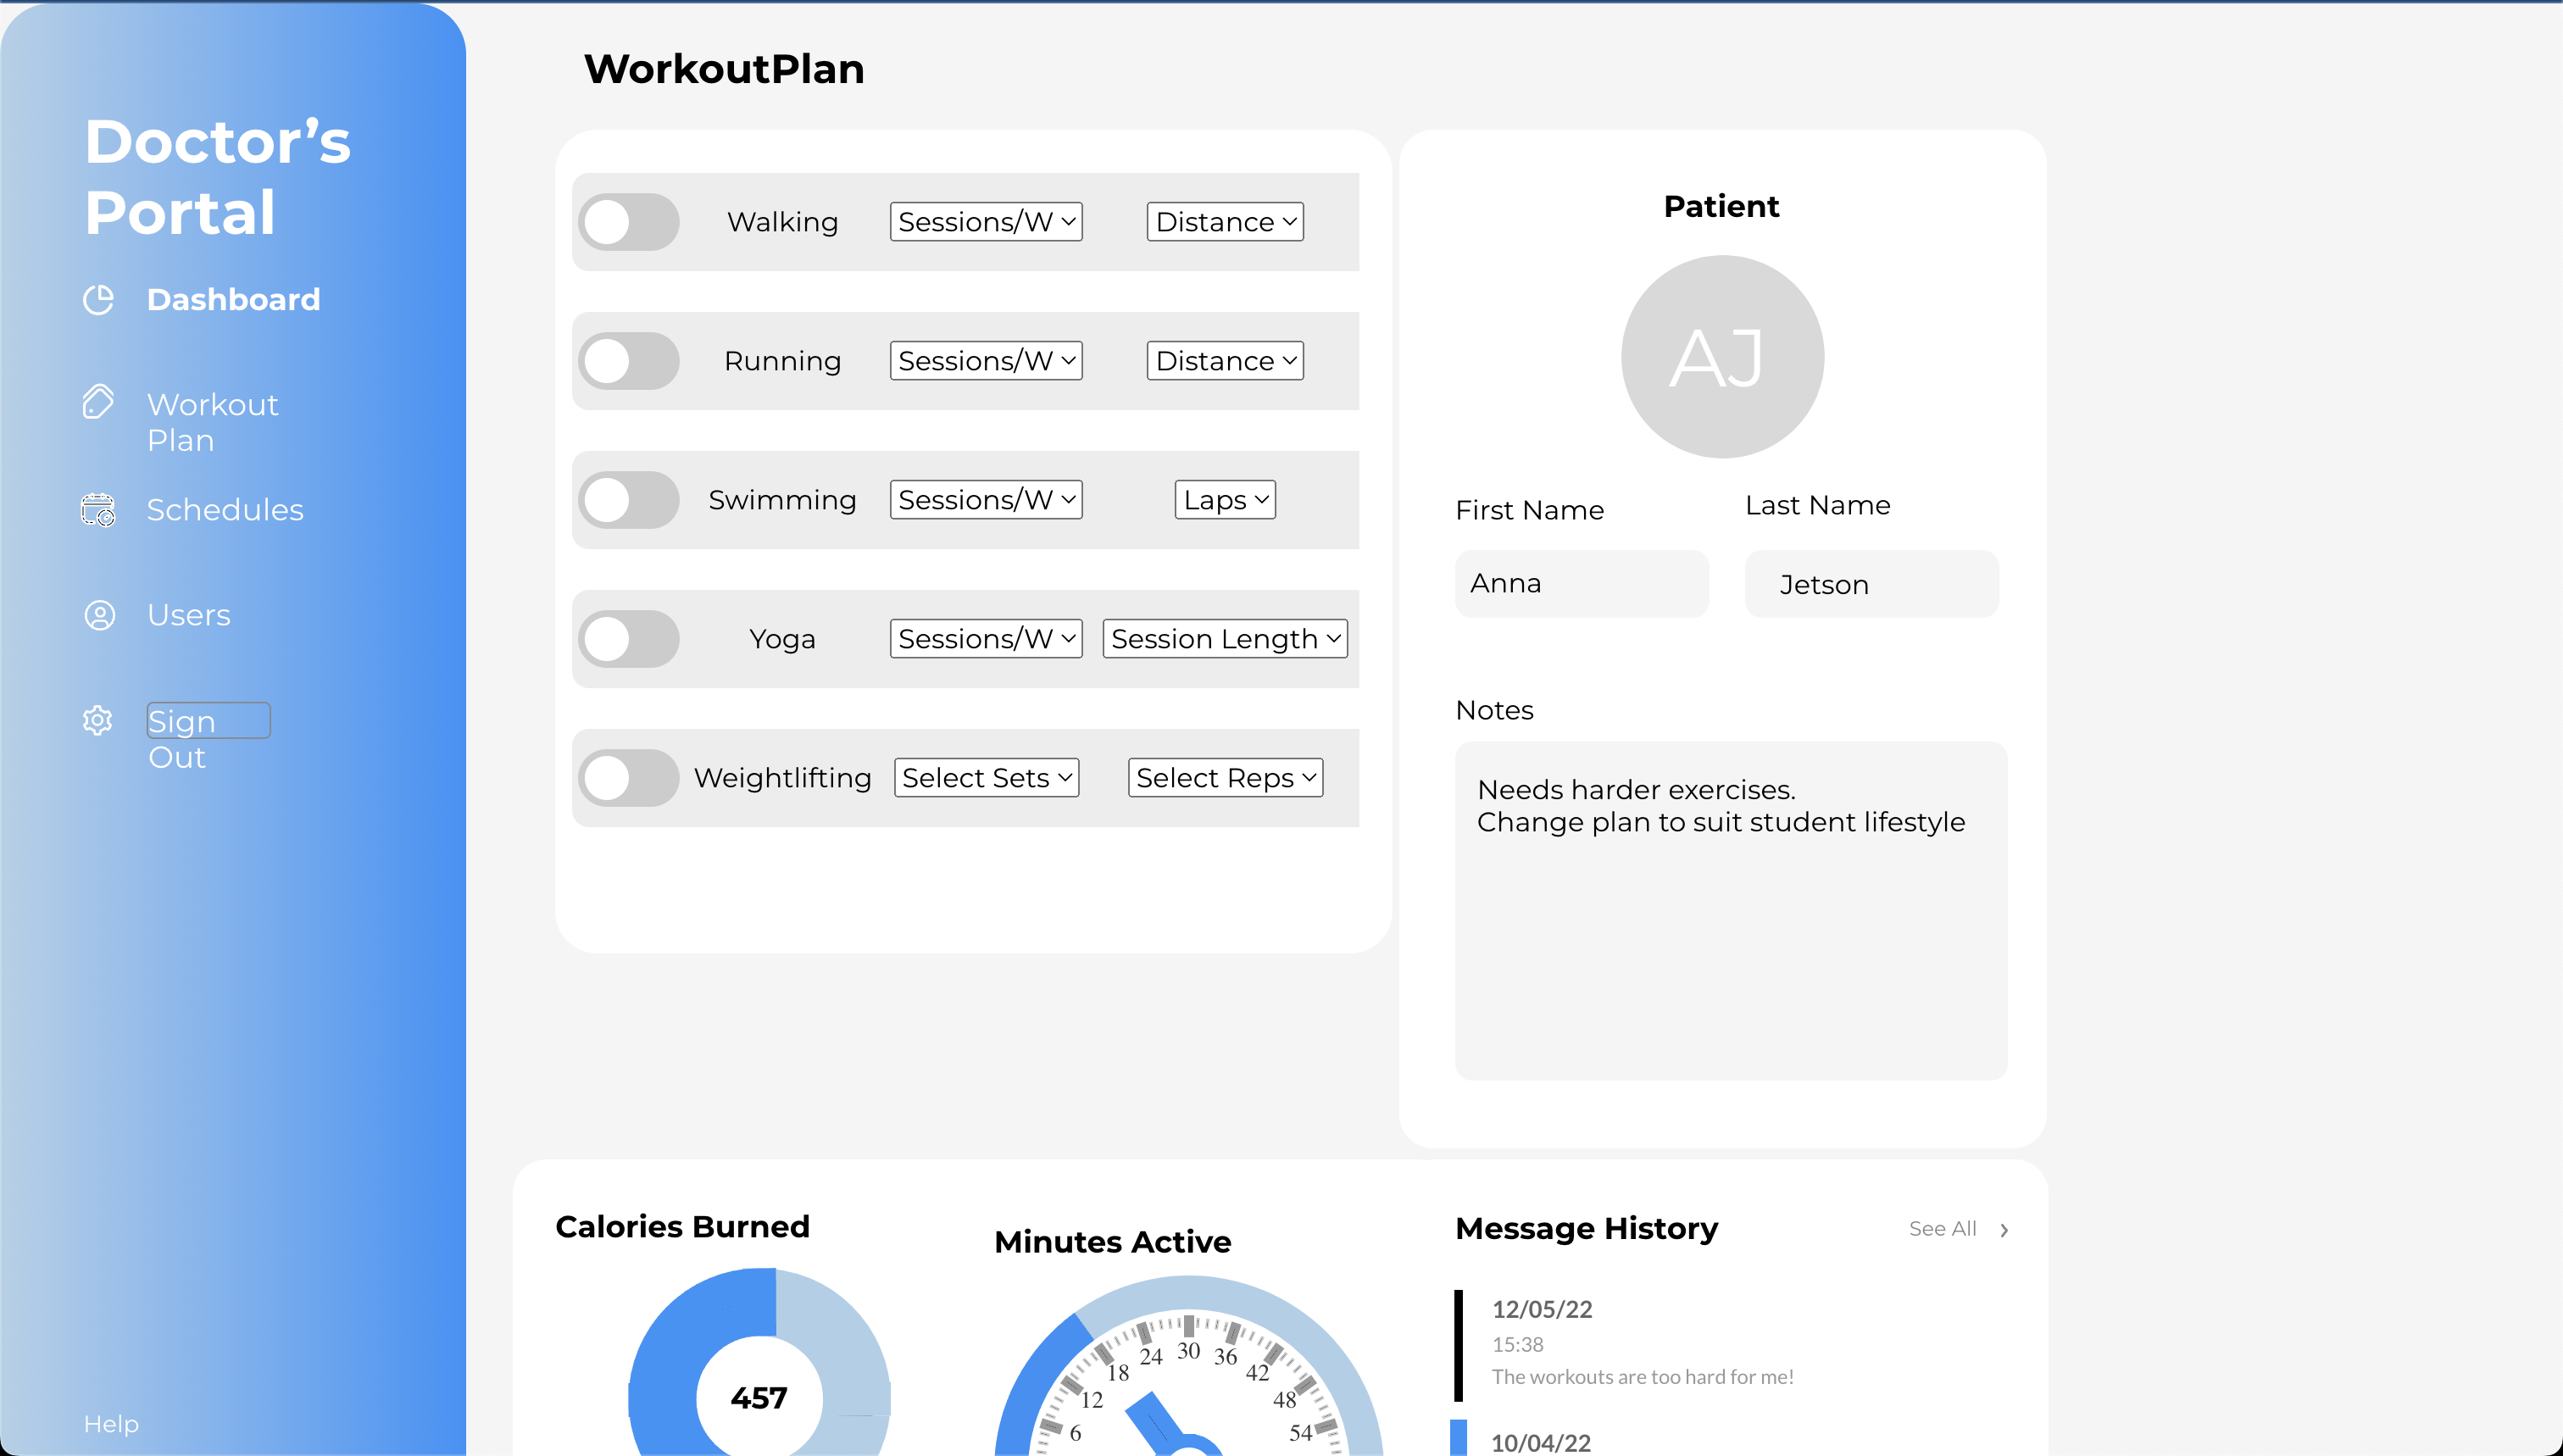 Doctor’s
Portal
Dashboard
Workout
Plan
Schedules
Users
Sign
Out
Help
WorkoutPlan
Walking Sessions/W Distance
Running Sessions/W Distance
Swimming Sessions/W Laps
Yoga Sessions/W Session Length
Weightlifting Select Sets Select Reps
Patient
AJ
First Name Last Name
Anna Jetson
Notes
Needs harder exercises.
Change plan to suit student lifestyle
Calories Burned
457
Minutes Active
6 12 18 24 30 36 42 48 54
Message History See All
12/05/22
15:38
The workouts are too hard for me!
10/04/22